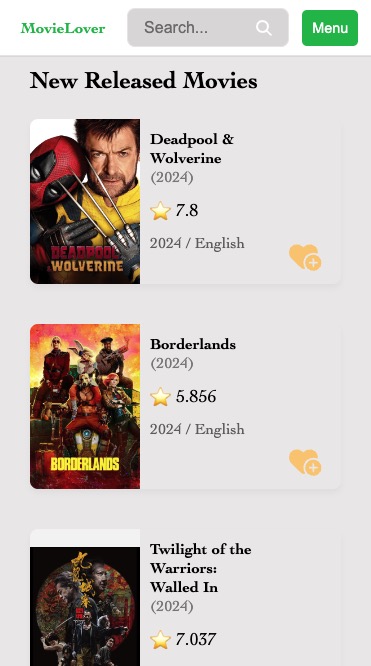 MovieLover
Search...
Menu
New Released Movies
Deadpool &
Wolverine
(2024)
7.8
2024 / English
DEADPOOL
WOLVERINE
Borderlands
(2024)
5.856
2024 / English
BORDERLANDS
Twilight of the
Warriors:
Walled In
(2024)
7.037